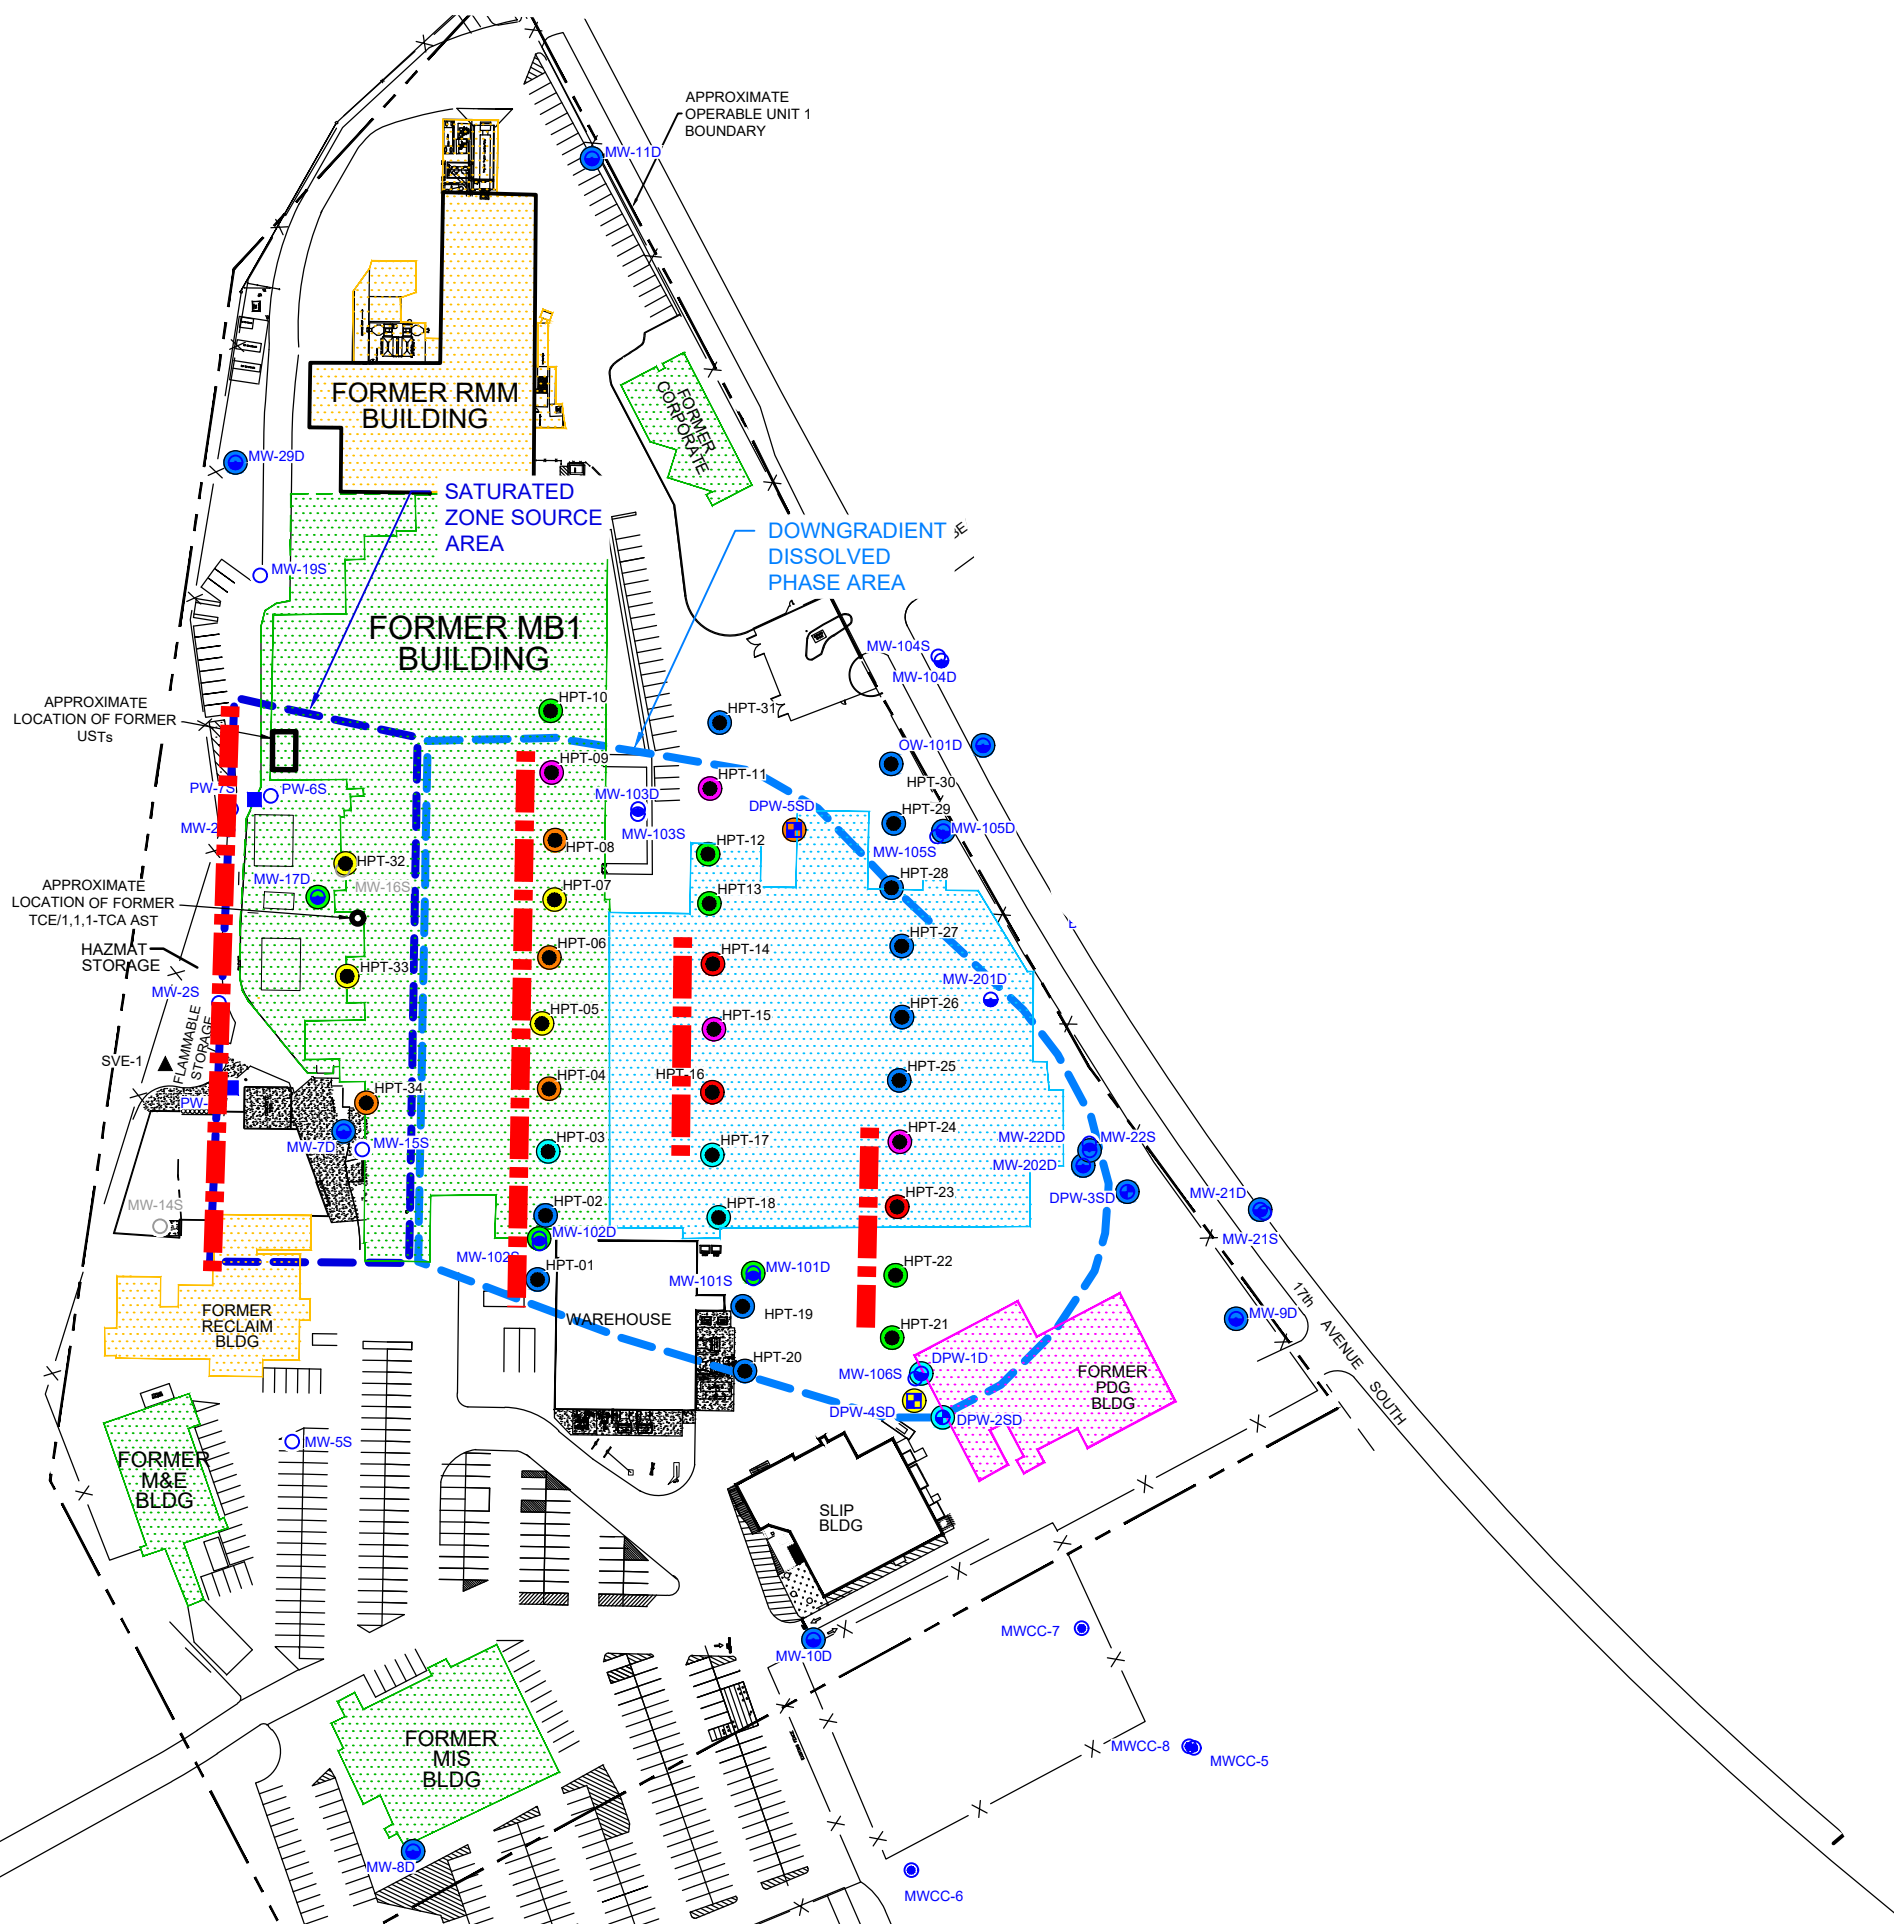 APPROXIMATE
OPERABLE UNIT 1
BOUNDARY
MW-11D
FORMER RMM
BUILDING
FORMER
CORPORATE
MW-29D
SATURATED
ZONE SOURCE
AREA
DOWNGRADIENT
DISSOLVED
PHASE AREA
MW-19S
FORMER MB1
BUILDING
MW-104S
MW-104D
APPROXIMATE
LOCATION OF FORMER
USTs
HPT-10
HPT-31
OW-101D
HPT-09
HPT-11
HPT-30
PW-7S
PW-6S
MW-103D
MW-103S
DPW-5SD
HPT-29
MW-105D
MW-105S
MW-2
HPT-08
HPT-12
HPT-32
MW-16S
MW-17D
HPT-07
HPT13
HPT-28
APPROXIMATE
LOCATION OF FORMER
TCE/1,1,1-TCA AST
HAZMAT
STORAGE
HPT-06
HPT-14
HPT-27
HPT-33
MW-201D
MW-2S
HPT-05
HPT-15
HPT-26
FLAMMABLE
STORAGE
SVE-1
HPT-04
HPT-16
HPT-25
PW-
HPT-34
MW-7D
MW-15S
HPT-03
HPT-17
HPT-24
MW-22DD
MW-22S
MW-202D
DPW-3SD
MW-14S
HPT-02
HPT-18
HPT-23
MW-21D
MW-21S
MW-102D
MW-102S
HPT-01
MW-101S
MW-101D
HPT-22
HPT-19
WAREHOUSE
FORMER
RECLAIM
BLDG
HPT-21
MW-9D
17th
AVENUE
SOUTH
HPT-20
MW-106S
DPW-1D
FORMER
PDG
BLDG
DPW-4SD
DPW-2SD
MW-5S
FORMER
M&E
BLDG
SLIP
BLDG
MW-10D
MWCC-7
FORMER
MIS
BLDG
MWCC-8
MWCC-5
MW-8D
MWCC-6